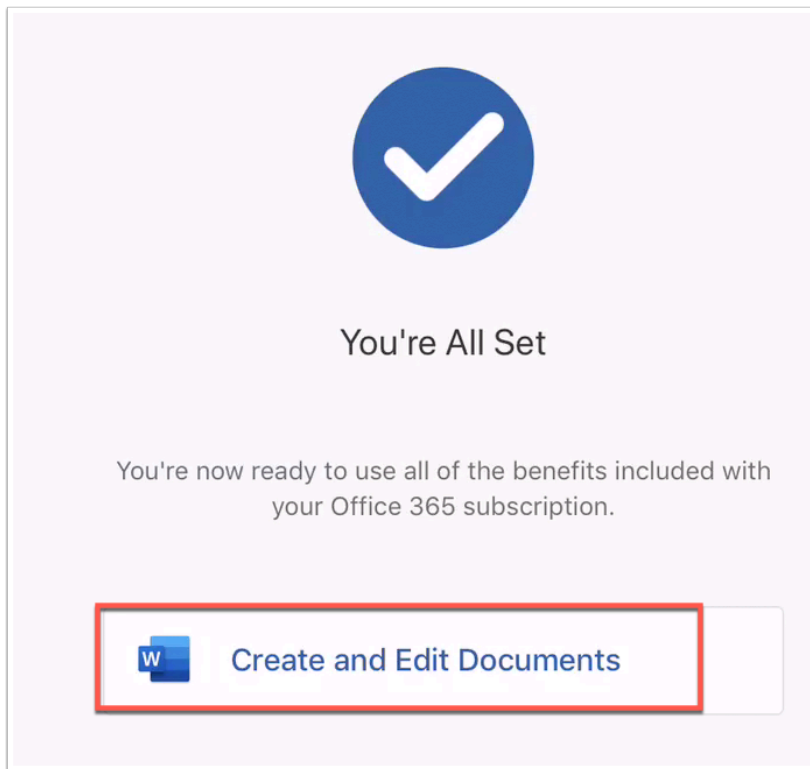 You're All Set
You're now ready to use all of the benefits included with
your Office 365 subscription.
W Create and Edit Documents